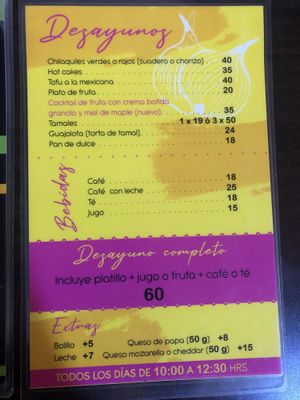 Desayunos
Chilaquiles verdes o rojos (suadero o chorizo). 40
Hot cakes 35
Tofu a la mexicana 40
Plato de fruta 20
Cocktail de fruta con crema batida
granola y miel de maple (nuevo). 35
Tamales 1 x 19 ó 3 x 50
Guajolota (torta de tamal). 24
Pan de dulce 18
Bebidas
Café 18
Café con leche 25
Té 18
Jugo 15
Desayuno completo
Incluye platillo + jugo o fruta + café o té
60
Extras
Bolillo +5 Queso de papa (50 g) +8
Leche +7 Queso mozarella o cheddar (50 g) +15
TODOS LOS DÍAS DE 10:00 A 12:30 HRS